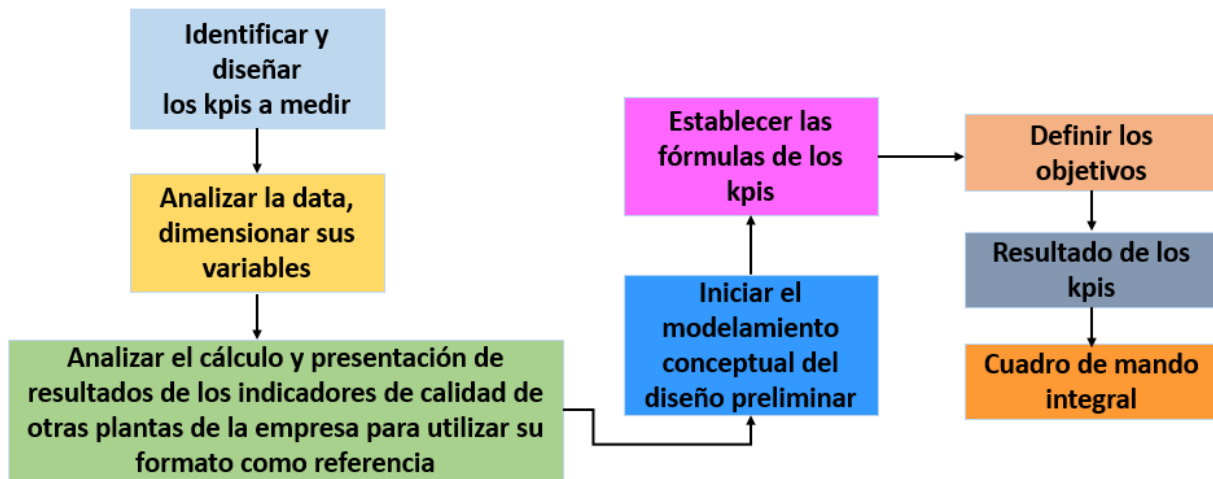 Identificar y
diseñar
los kpis a medir
Analizar la data,
dimensionar sus
variables
Analizar el cálculo y presentación de
resultados de los indicadores de calidad de
otras plantas de la empresa para utilizar su
formato como referencia
Iniciar el
modelamiento
conceptual del
diseño preliminar
Establecer las
fórmulas de los
kpis
Definir los
objetivos
Resultado de los
kpis
Cuadro de mando
integral